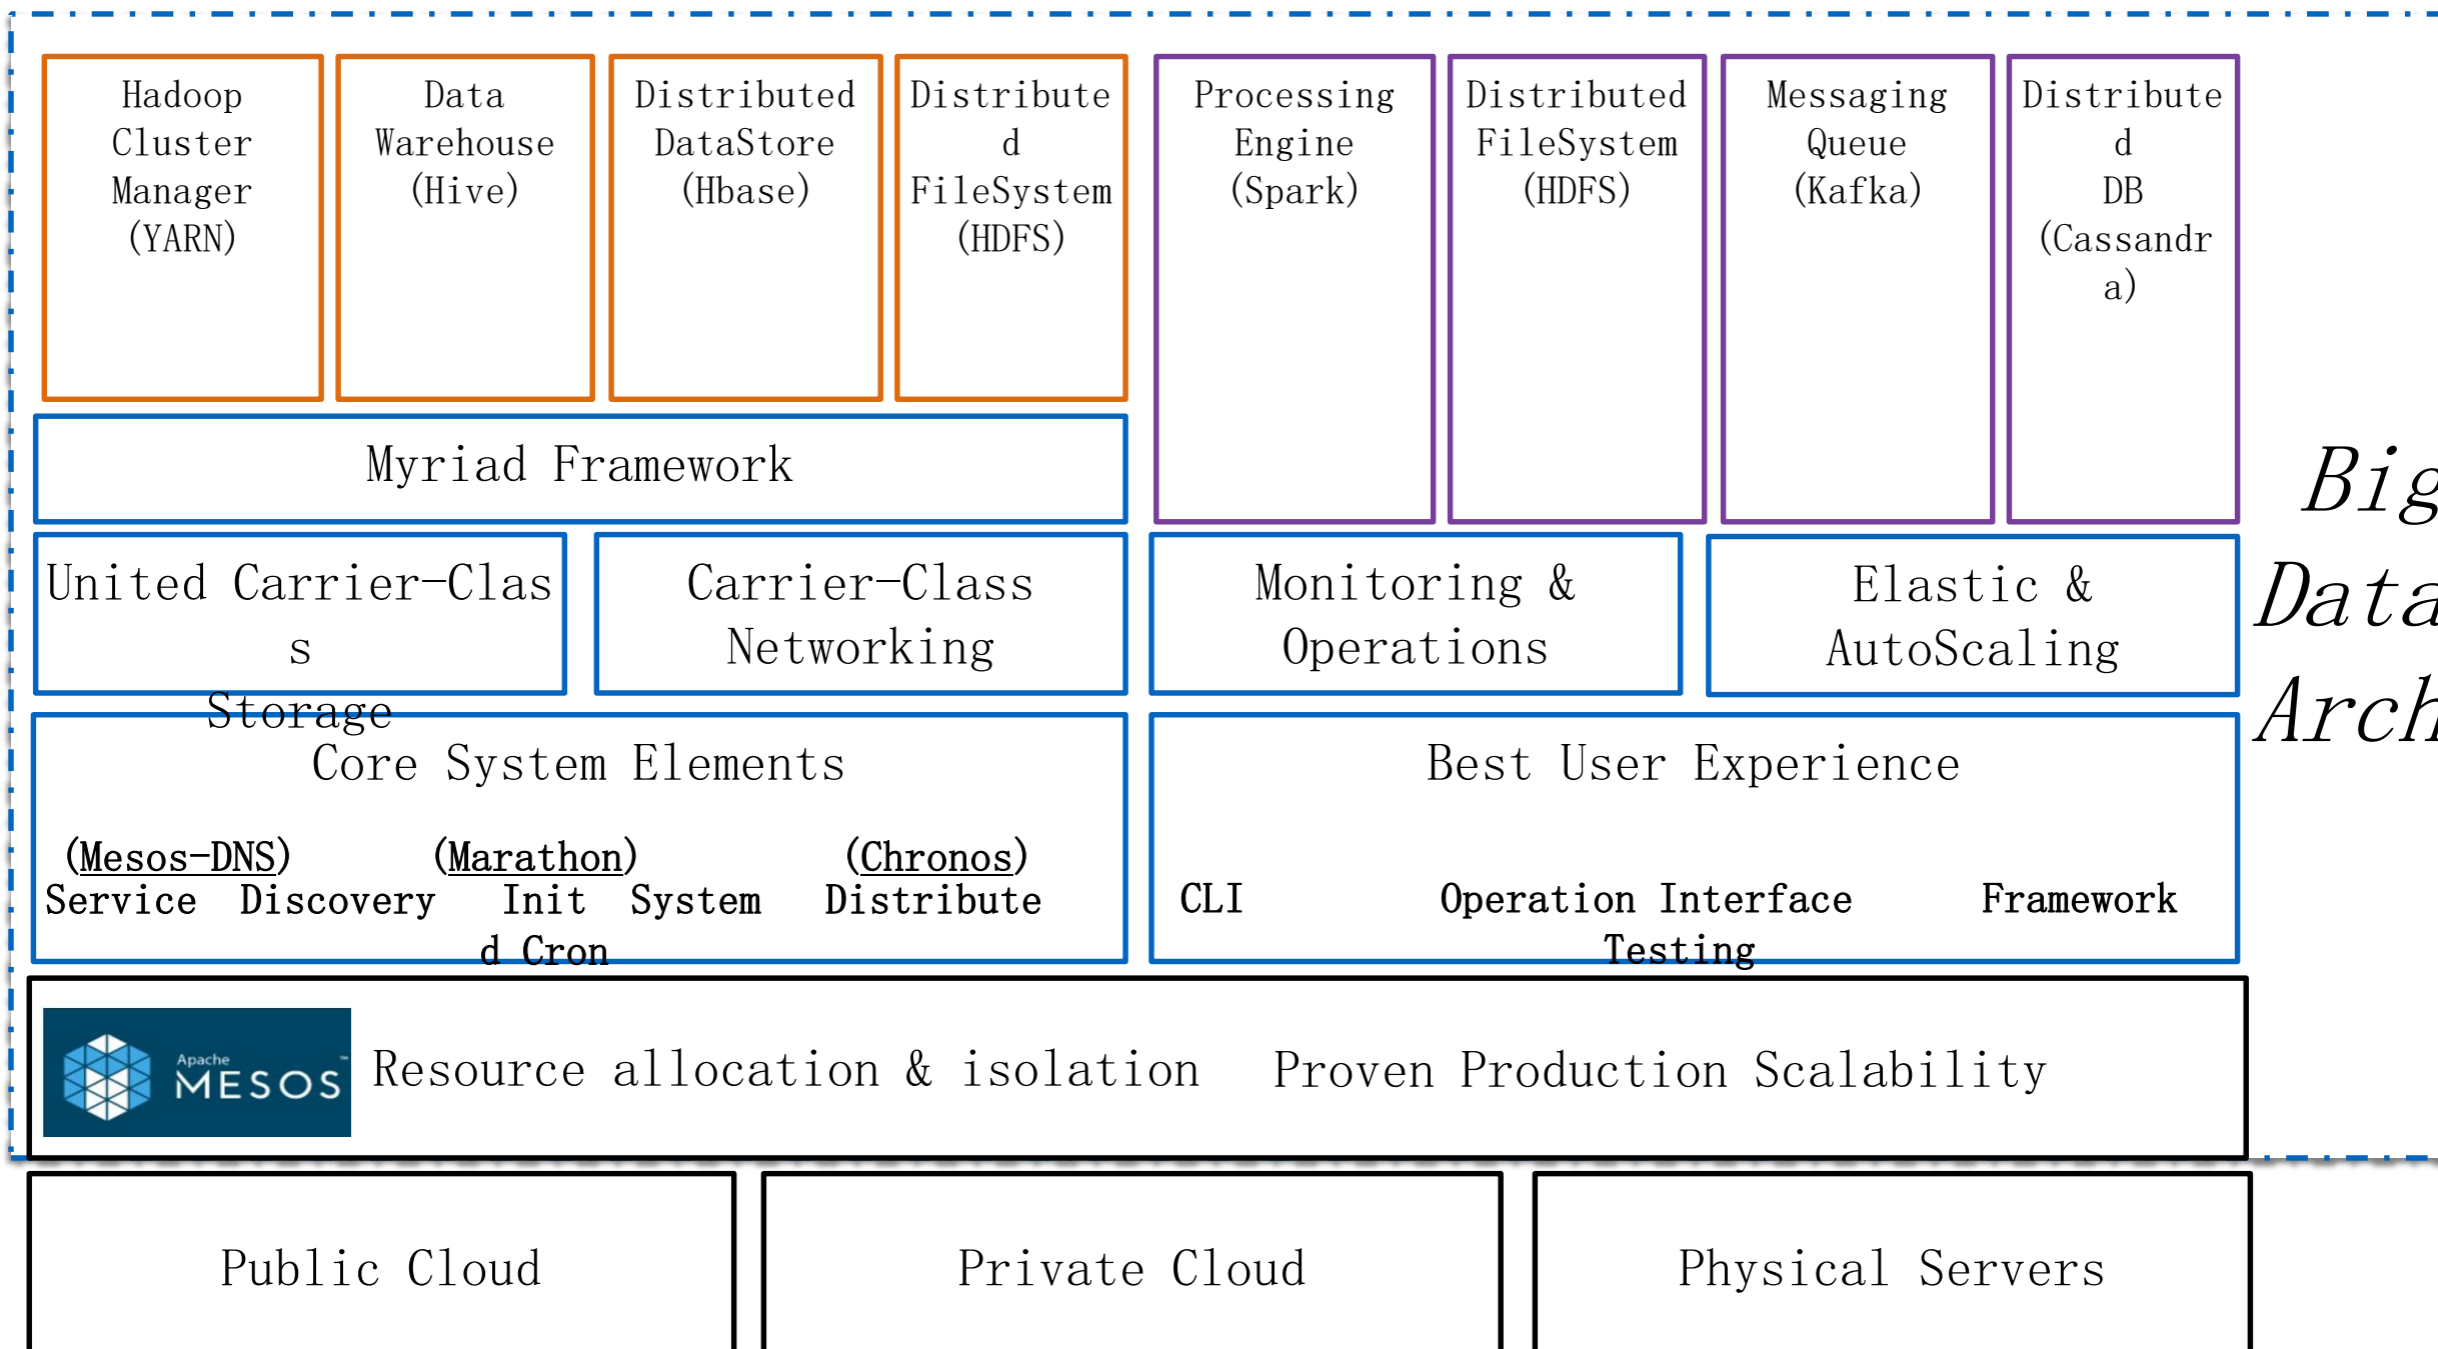 Hadoop
Cluster
Manager
(YARN)
Data
Warehouse
(Hive)
Distributed
DataStore
(Hbase)
Distribute
d
FileSystem
(HDFS)
Processing
Engine
(Spark)
Distributed
FileSystem
(HDFS)
Messaging
Queue
(Kafka)
Distribute
d
DB
(Cassandr
a)
Myriad Framework
United Carrier-Clas
s
Storage
Carrier-Class
Networking
Monitoring &
Operations
Elastic &
AutoScaling
Big
Data
Arch
Core System Elements
(Mesos-DNS) (Marathon) (Chronos)
Service Discovery Init System Distribute
d Cron
Best User Experience
CLI Operation Interface Framework
Testing
Apache
MESOS™
Resource allocation & isolation Proven Production Scalability
Public Cloud
Private Cloud
Physical Servers